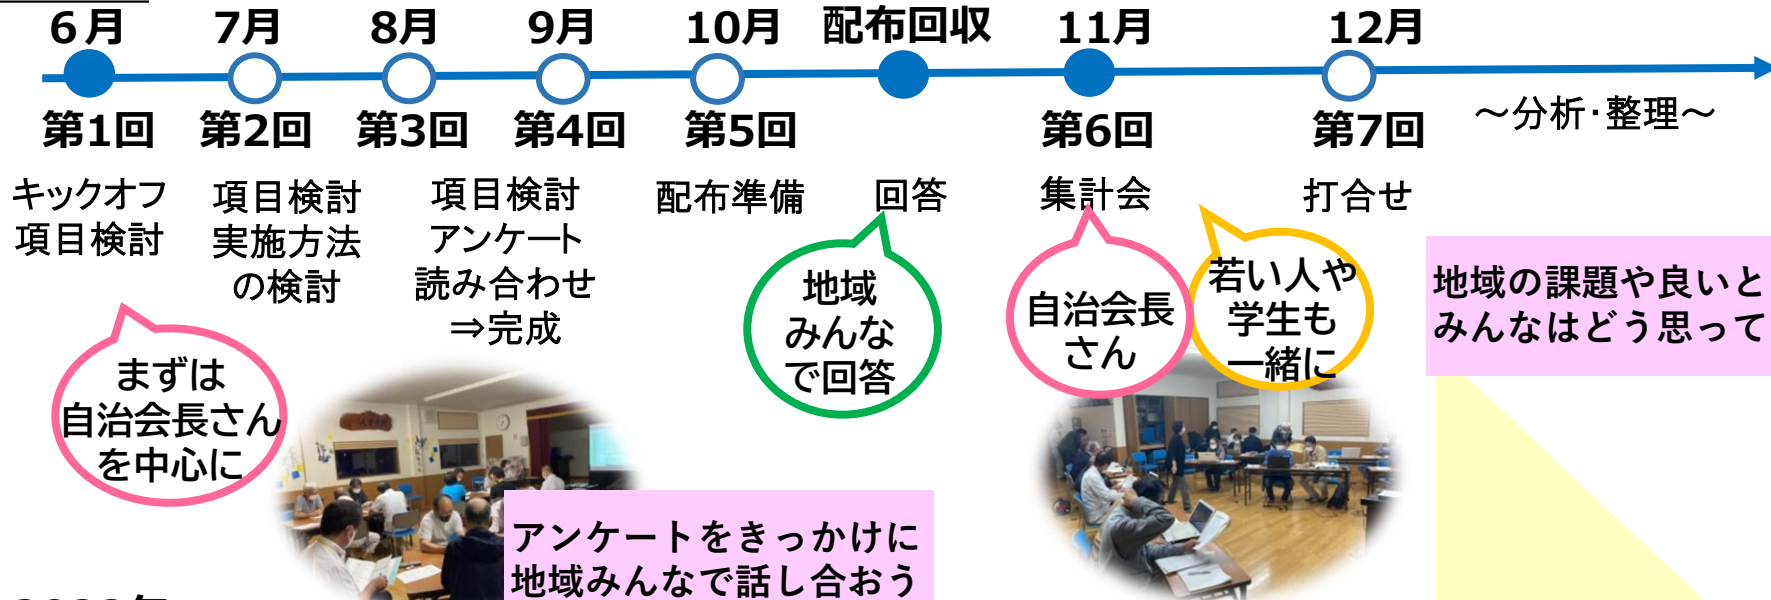 6月 7月 8月 9月 10月 配布回収 11月 12月
第1回 第2回 第3回 第4回 第5回 第6回 第7回 ～分析･整理～
キックオフ
項目検討
項目検討
実施方法
の検討
項目検討
アンケート
読み合わせ
⇒完成
配布準備
回答
集計会
打合せ
まずは
自治会長さん
を中心に
地域
みんな
で回答
自治会長
さん
若い人や
学生も
一緒に
地域の課題や良いと
みんなはどう思って
アンケートをきっかけに
地域みんなで話し合おう